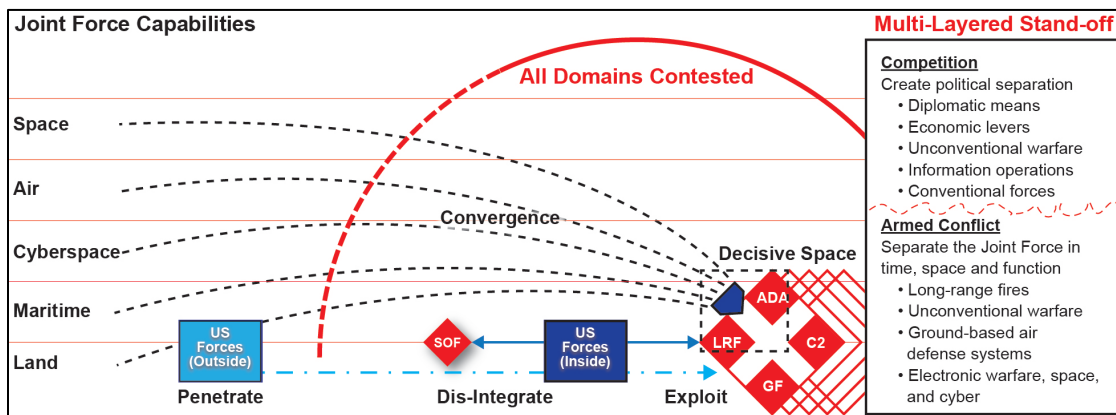 Joint Force Capabilities
Multi-Layered Stand-off
All Domains Contested
Space
Air
Cyberspace
Maritime
Land
Convergence
Decisive Space
US
Forces
(Outside)
SOF
US
Forces
(Inside)
ADA
LRF
C2
GF
Penetrate
Dis-Integrate
Exploit
Competition
Create political separation
• Diplomatic means
• Economic levers
• Unconventional warfare
• Information operations
• Conventional forces
Armed Conflict
Separate the Joint Force in
time, space and function
• Long-range fires
• Unconventional warfare
• Ground-based air
defense systems
• Electronic warfare, space,
and cyber